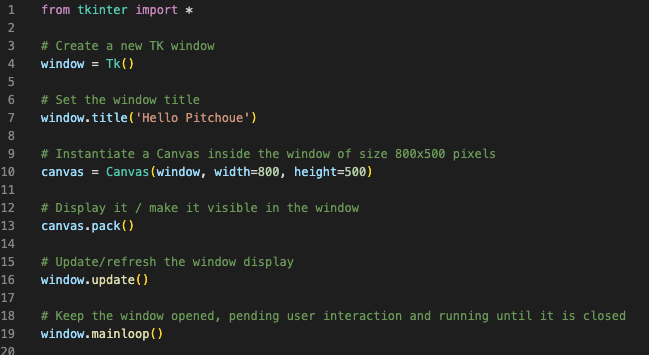 1 from tkinter import *
2
3 # Create a new TK window
4 window = Tk()
5
6 # Set the window title
7 window.title('Hello Pitchoue')
8
9 # Instantiate a Canvas inside the window of size 800x500 pixels
10 canvas = Canvas(window, width=800, height=500)
11
12 # Display it / make it visible in the window
13 canvas.pack()
14
15 # Update/refresh the window display
16 window.update()
17
18 # Keep the window opened, pending user interaction and running until it is closed
19 window.mainloop()
20